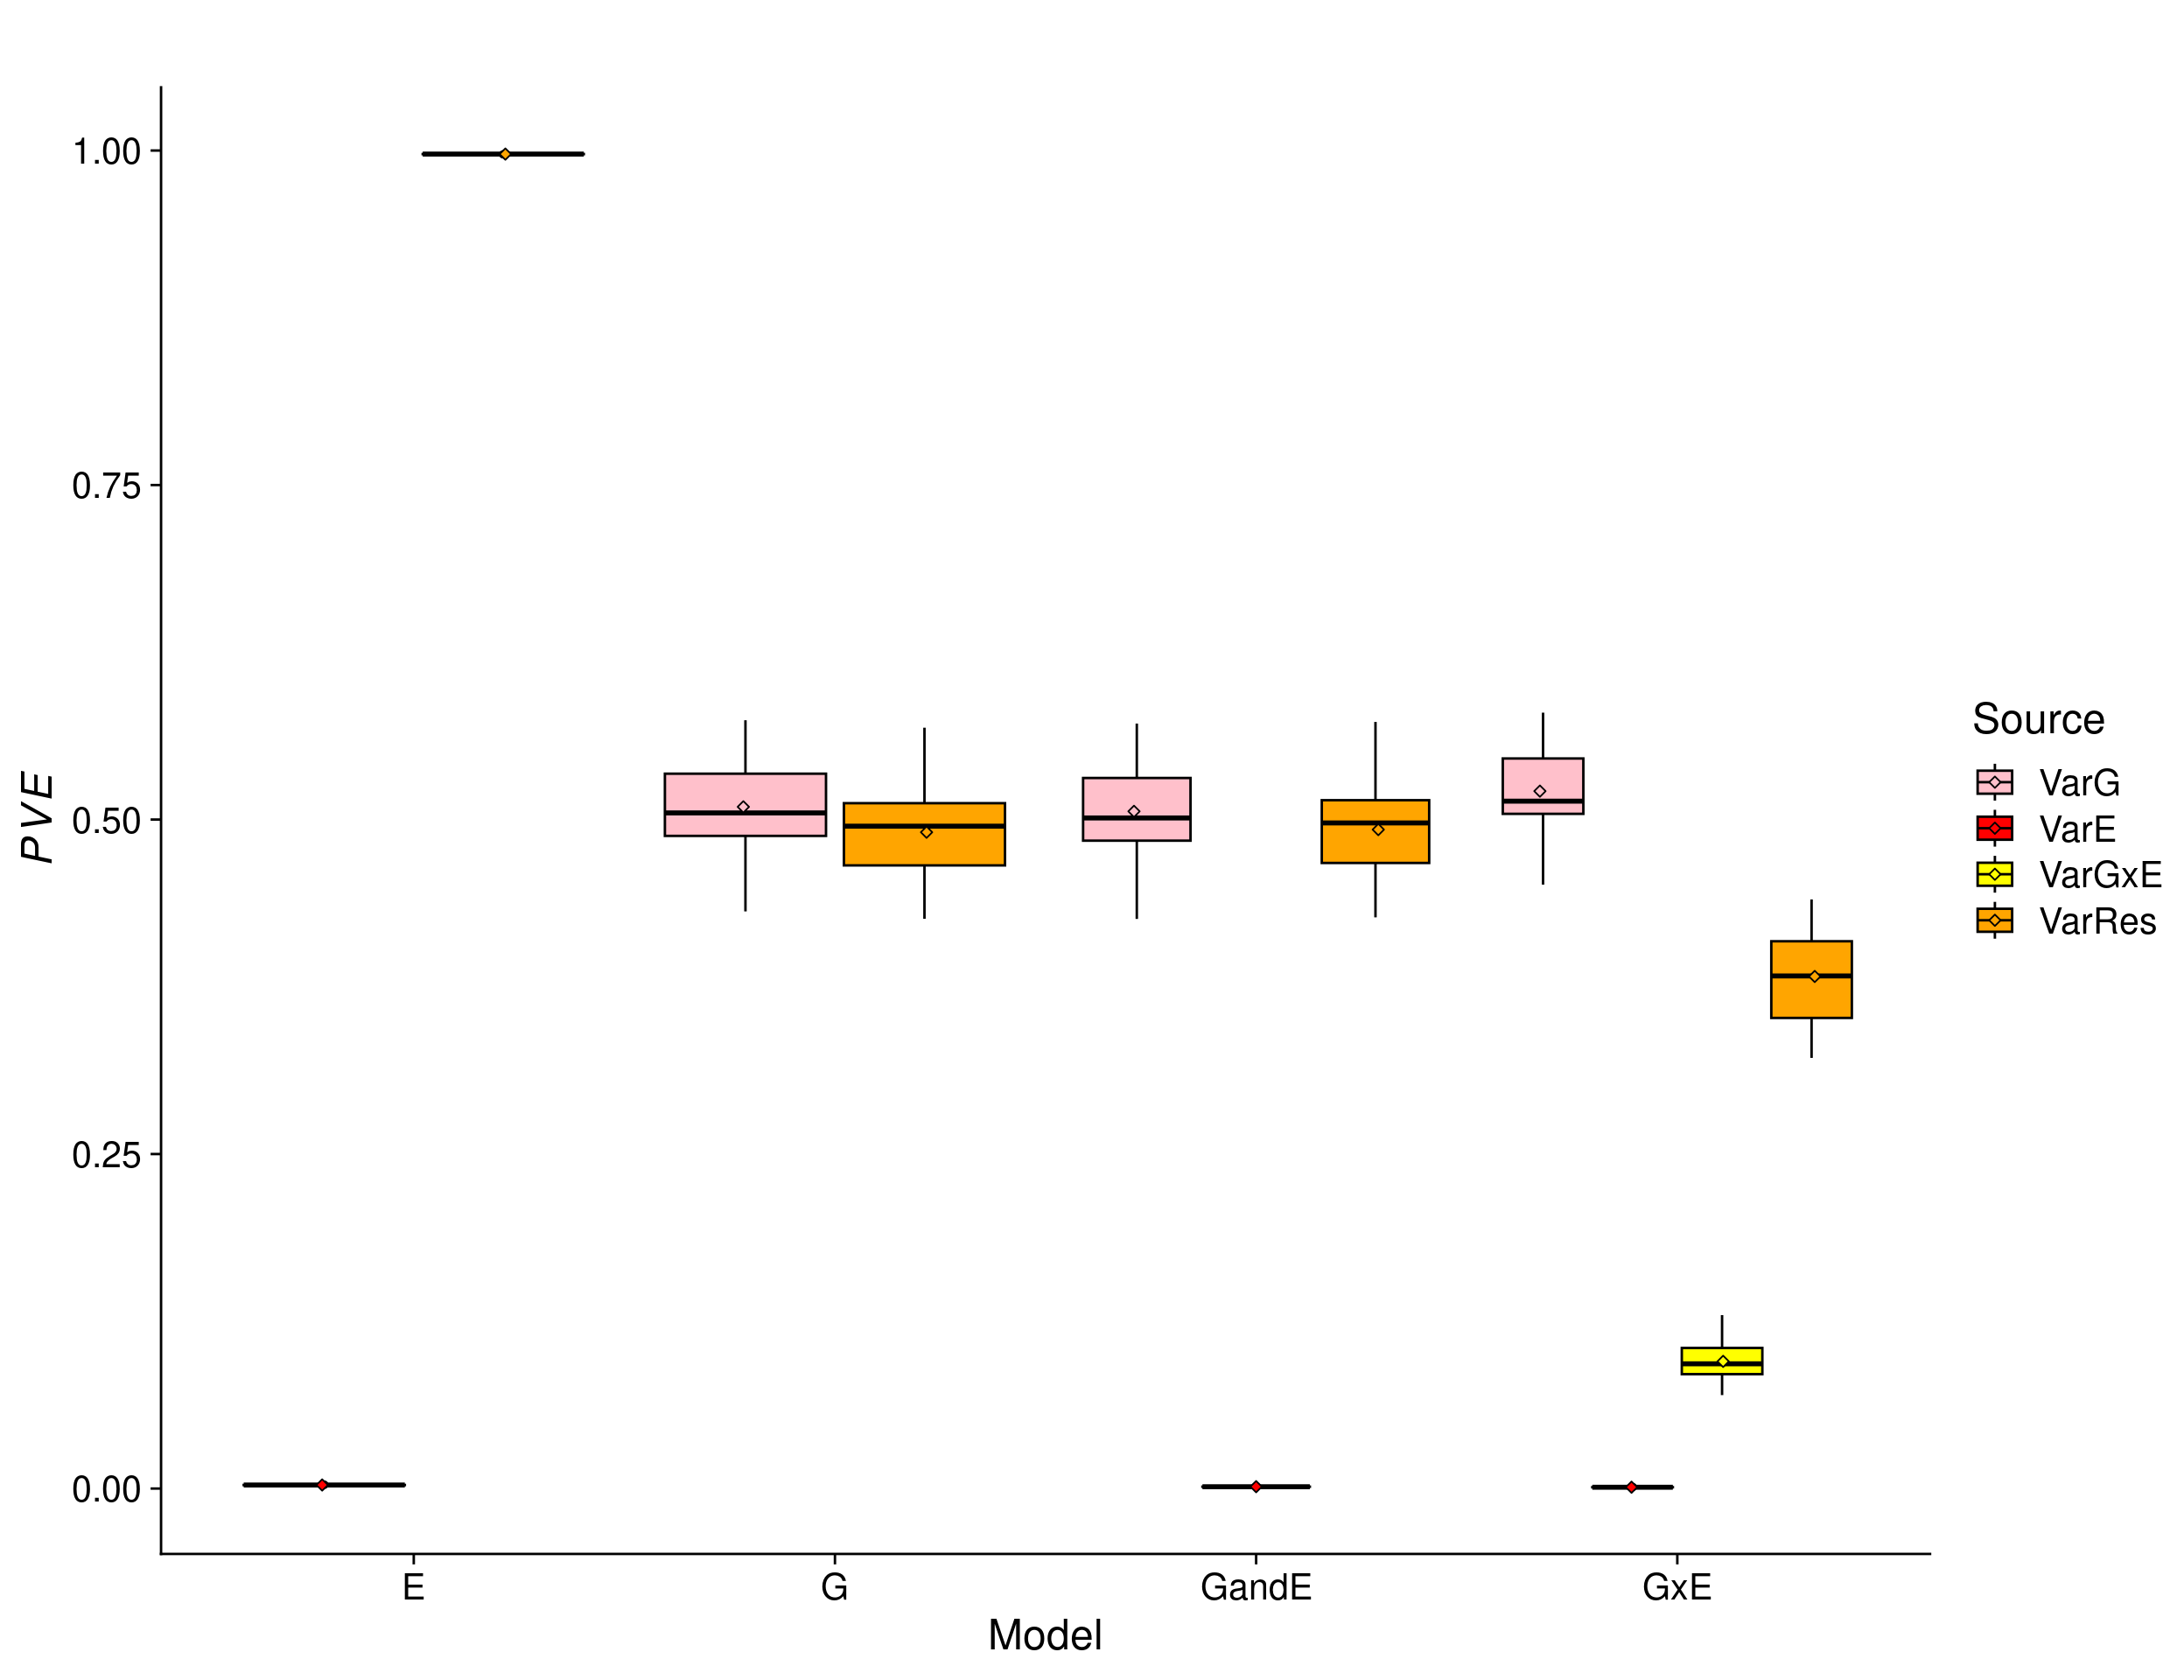 PVE
1.00
0.75
0.50
0.25
0.00
E
G
GandE
GxE
Model
Source
VarG
VarE
VarGxE
VarRes